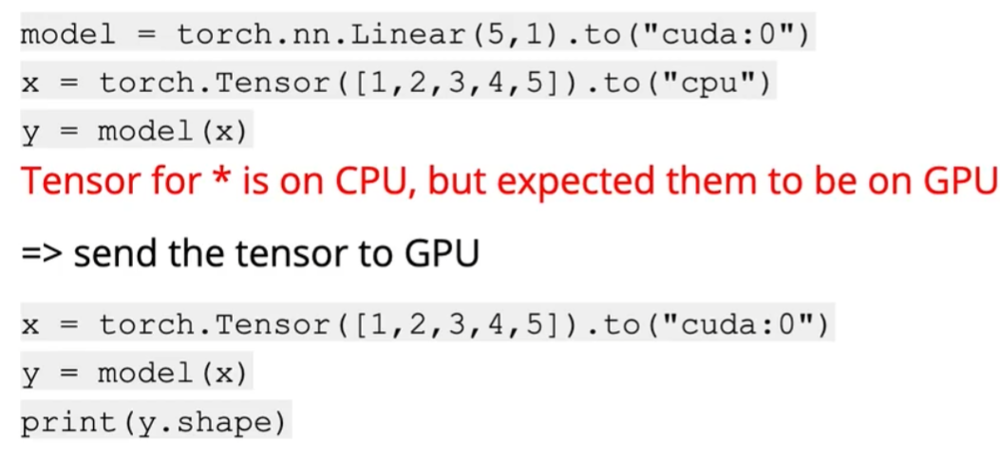 model = torch.nn.Linear(5,1).to("cuda:0")
x = torch.Tensor([1,2,3,4,5]).to("cpu")
y = model(x)
Tensor for * is on CPU, but expected them to be on GPU
=> send the tensor to GPU
x = torch.Tensor([1,2,3,4,5]).to("cuda:0")
y = model(x)
print(y.shape)